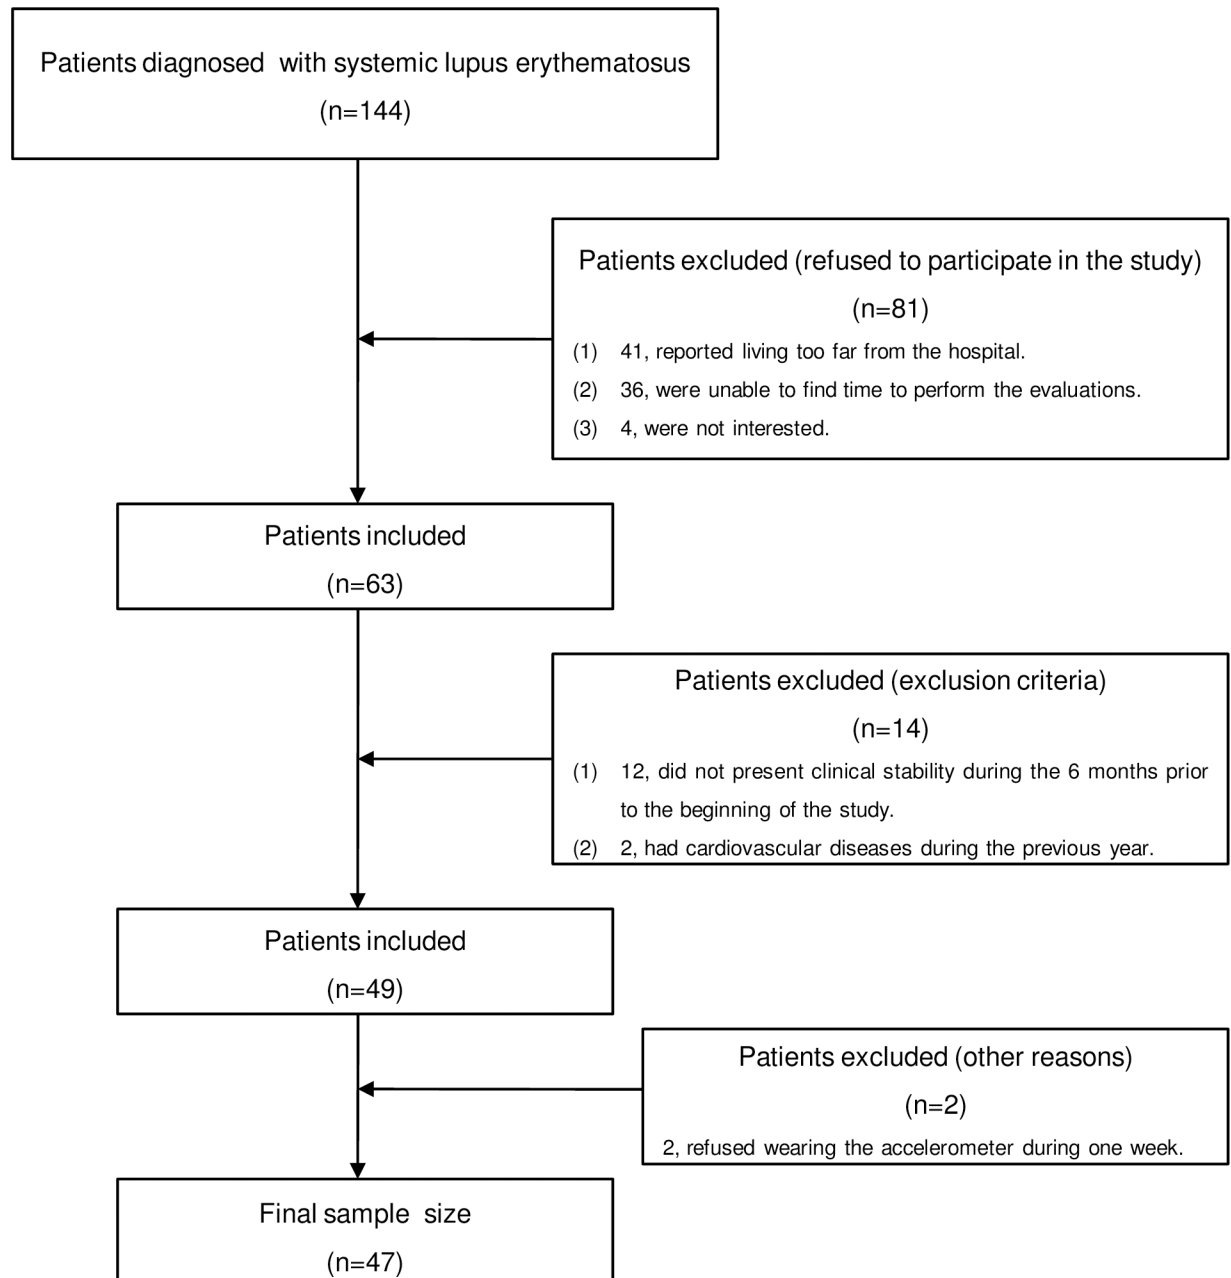 Patients diagnosed with systemic lupus erythematosus
(n=144)
Patients excluded (refused to participate in the study)
(n=81)
(1) 41, reported living too far from the hospital.
(2) 36, were unable to find time to perform the evaluations.
(3) 4, were not interested.
Patients included
(n=63)
Patients excluded (exclusion criteria)
(n=14)
(1) 12, did not present clinical stability during the 6 months prior
to the beginning of the study.
(2) 2, had cardiovascular diseases during the previous year.
Patients included
(n=49)
Patients excluded (other reasons)
(n=2)
2, refused wearing the accelerometer during one week.
Final sample size
(n=47)